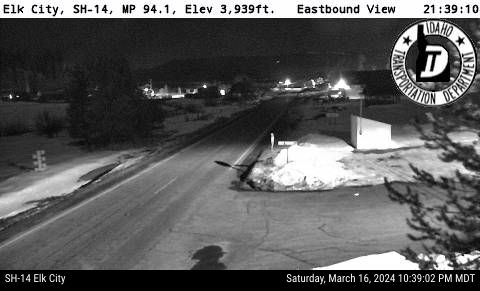 Elk City, SH-14, MP 94.1, Elev 3,939ft. Eastbound View 21:39:10
IDAHO
TRANSPORTATION DEPARTMENT
SH-14 Elk City
Saturday, March 16, 2024 10:39:02 PM MDT